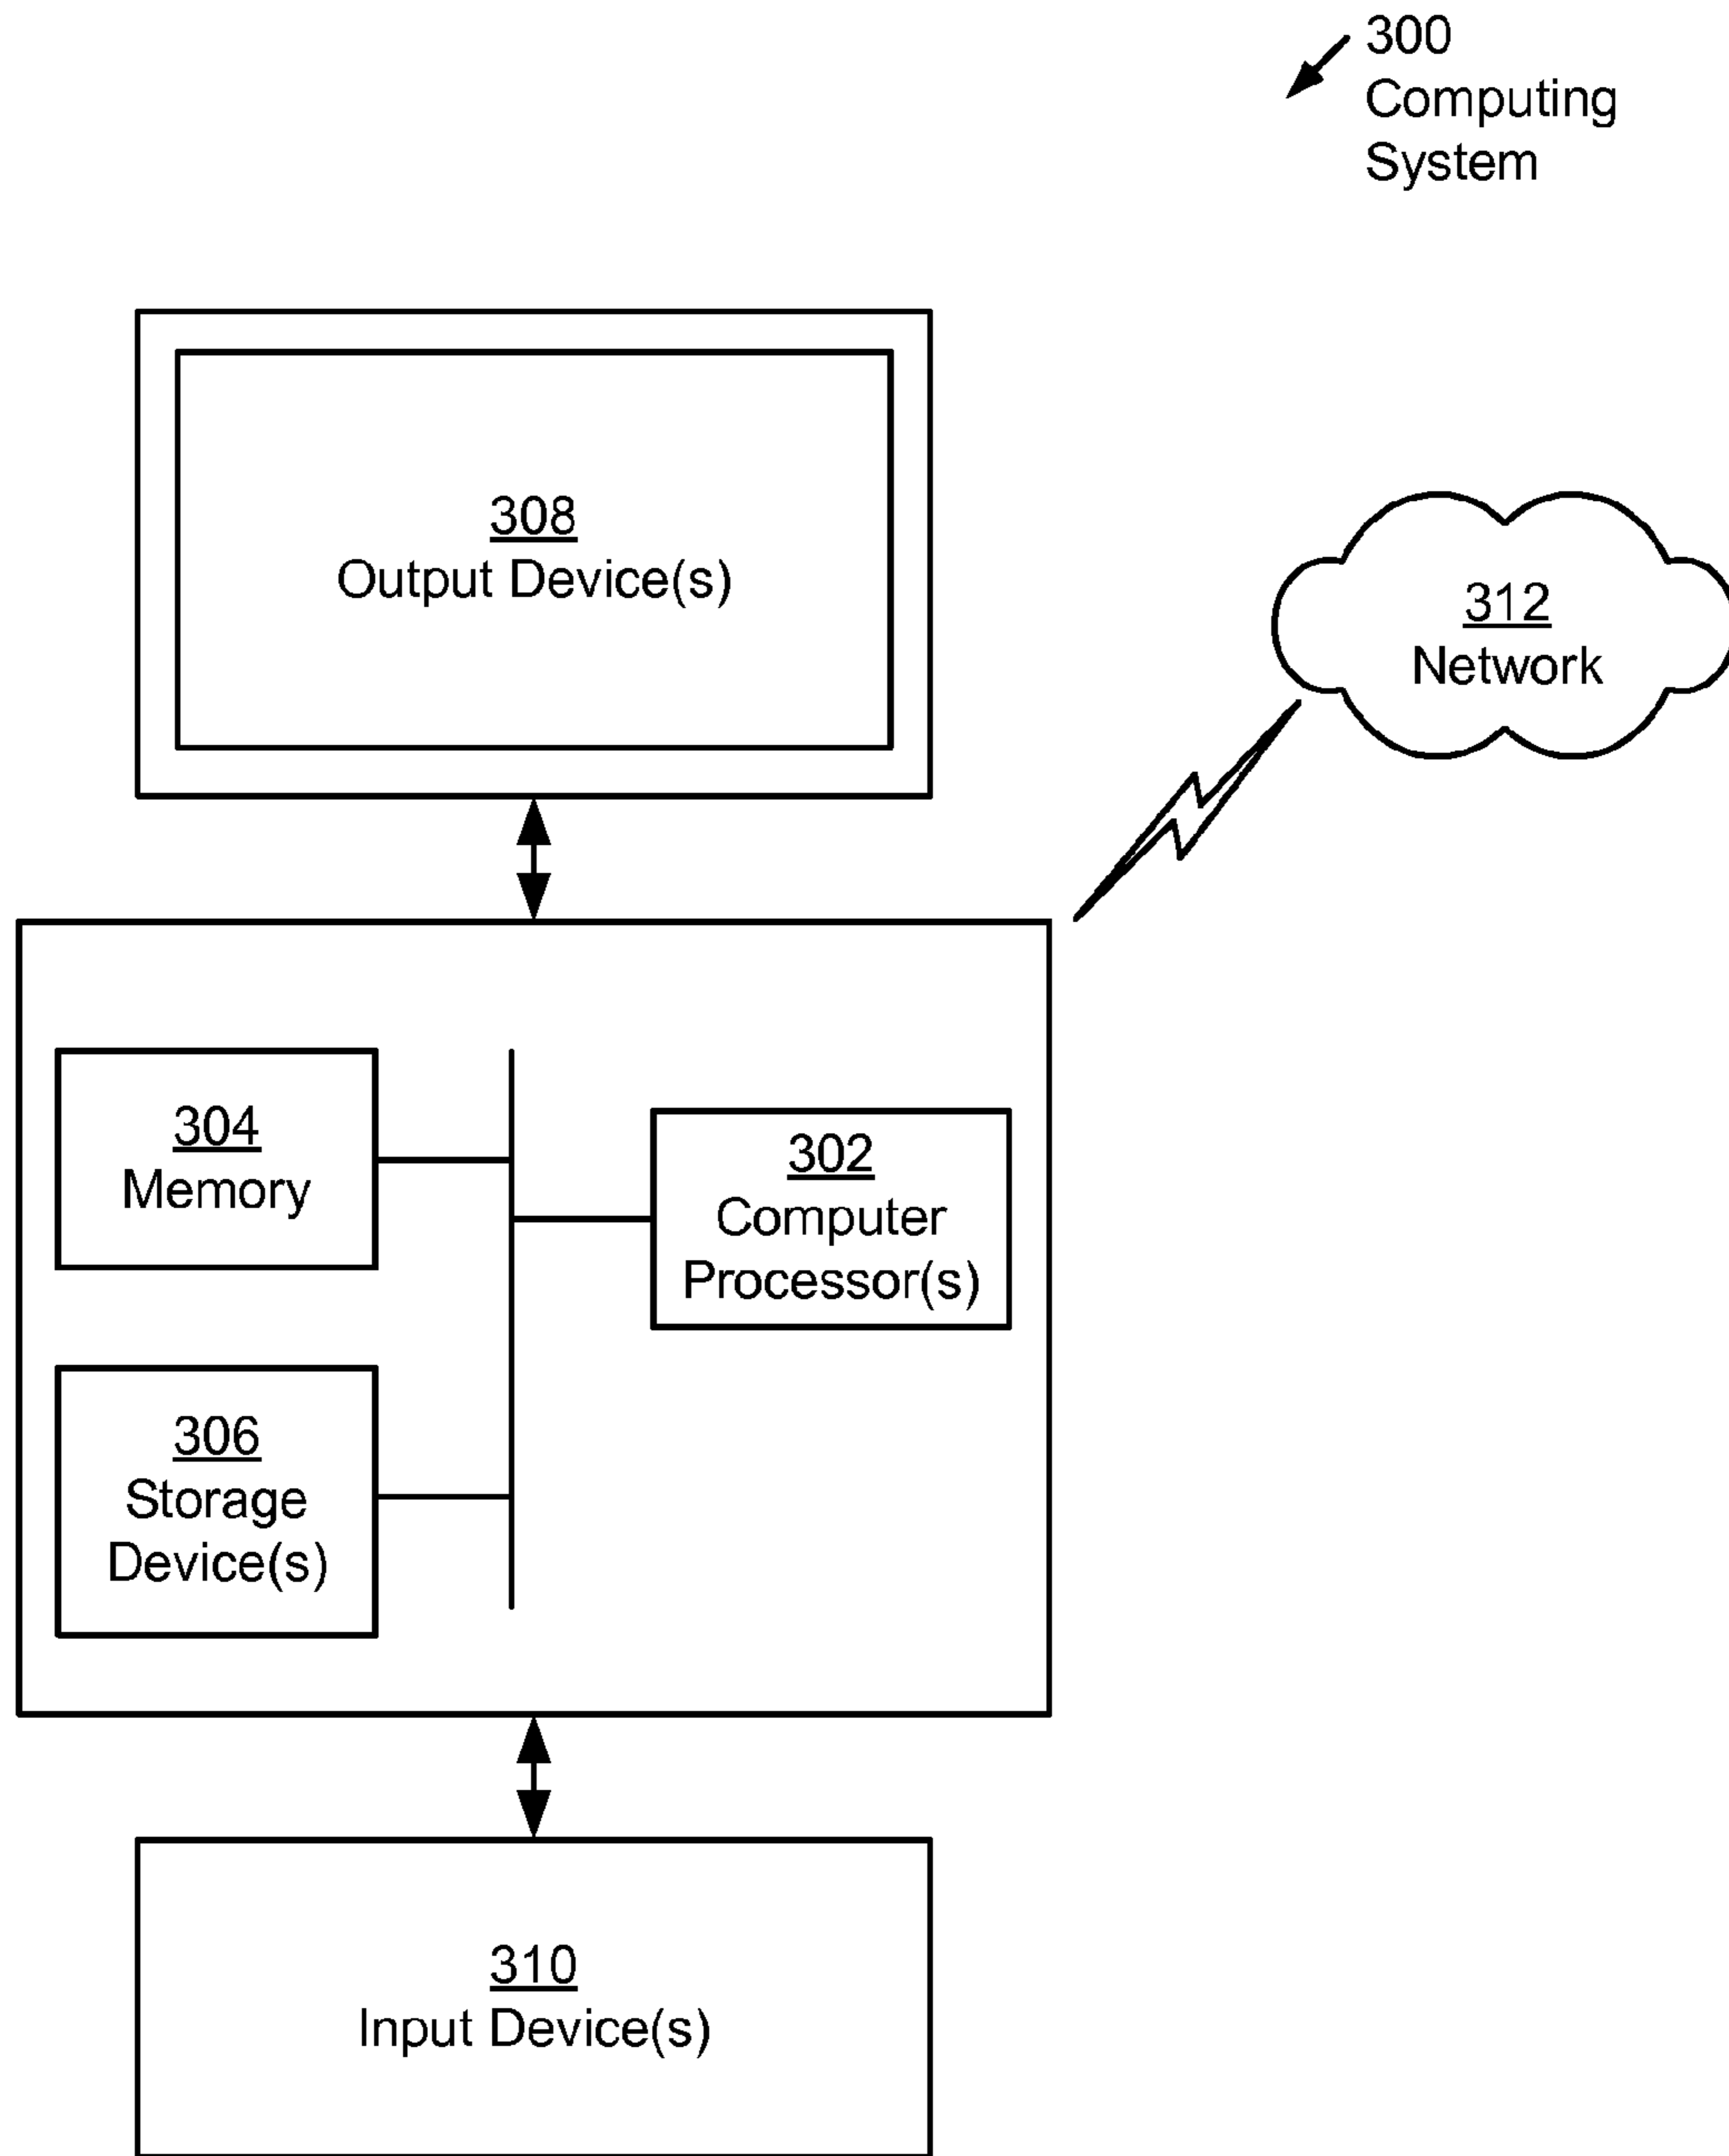 300
Computing
System
308
Output Device(s)
312
Network
304
Memory
302
Computer
Processor(s)
306
Storage
Device(s)
310
Input Device(s)